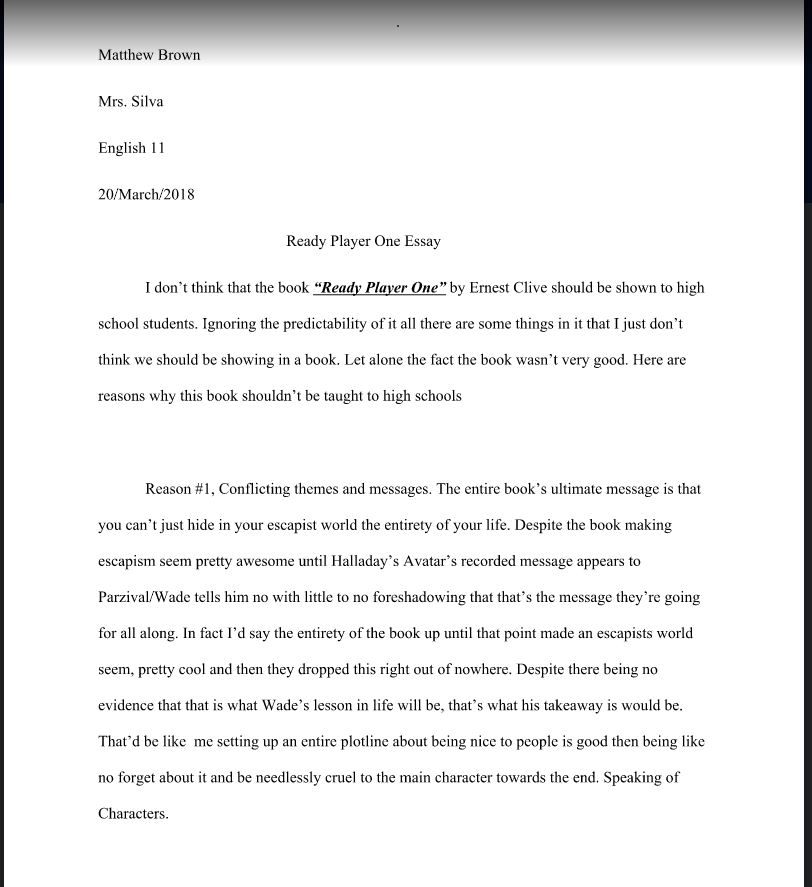 Matthew Brown
Mrs. Silva
English 11
20/March/2018
Ready Player One Essay
I don’t think that the book “Ready Player One” by Ernest Clive should be shown to high
school students. Ignoring the predictability of it all there are some things in it that I just don’t
think we should be showing in a book. Let alone the fact the book wasn’t very good. Here are
reasons why this book shouldn’t be taught to high schools
Reason #1, Conflicting themes and messages. The entire book’s ultimate message is that
you can’t just hide in your escapist world the entirety of your life. Despite the book making
escapism seem pretty awesome until Halladay’s Avatar’s recorded message appears to
Parzival/Wade tells him no with little to no foreshadowing that that’s the message they’re going
for all along. In fact I’d say the entirety of the book up until that point made an escapists world
seem, pretty cool and then they dropped this right out of nowhere. Despite there being no
evidence that that is what Wade’s lesson in life will be, that’s what his takeaway is would be.
That’d be like  me setting up an entire plotline about being nice to people is good then being like
no forget about it and be needlessly cruel to the main character towards the end. Speaking of
Characters.